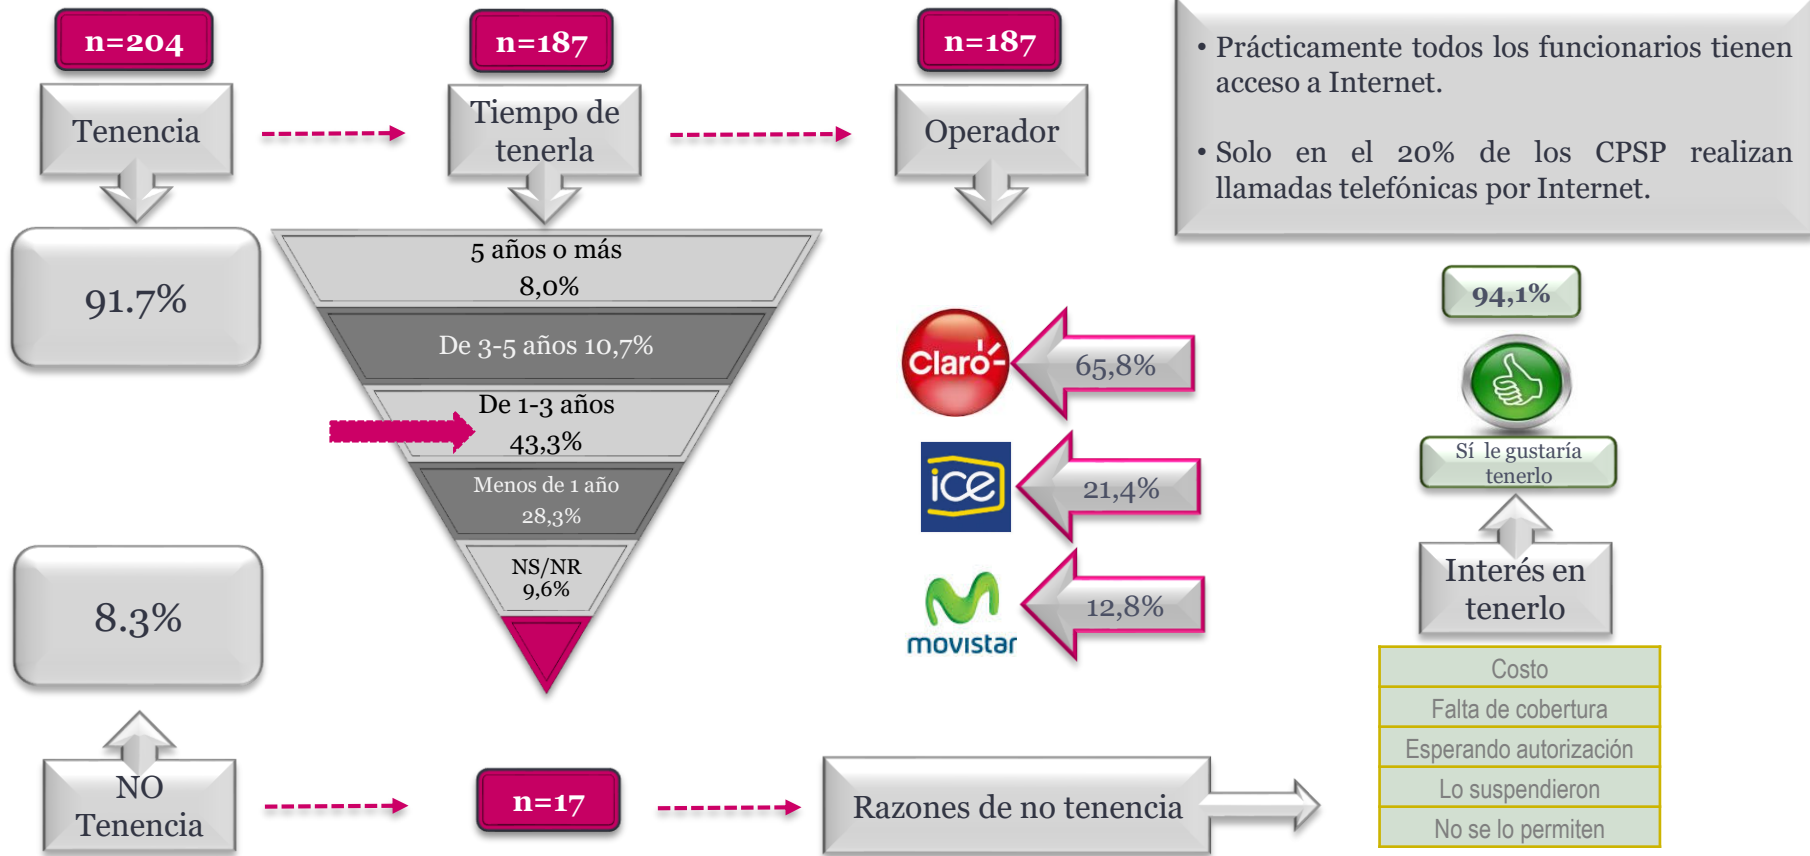 n=204
Tenencia
91.7%
8.3%
NO
Tenencia
n=187
Tiempo de
tenerla
5 años o más
8,0%
De 3-5 años 10,7%
De 1-3 años
43,3%
Menos de 1 año
28,3%
NS/NR
9,6%
n=17
n=187
Operador
Claro
65,8%
ice
21,4%
movistar
12,8%
Razones de no tenencia
• Prácticamente todos los funcionarios tienen
acceso a Internet.
• Solo en el 20% de los CPSP realizan
llamadas telefónicas por Internet.
94,1%
Sí le gustaría
tenerlo
Interés en
tenerlo
Costo
Falta de cobertura
Esperando autorización
Lo suspendieron
No se lo permiten